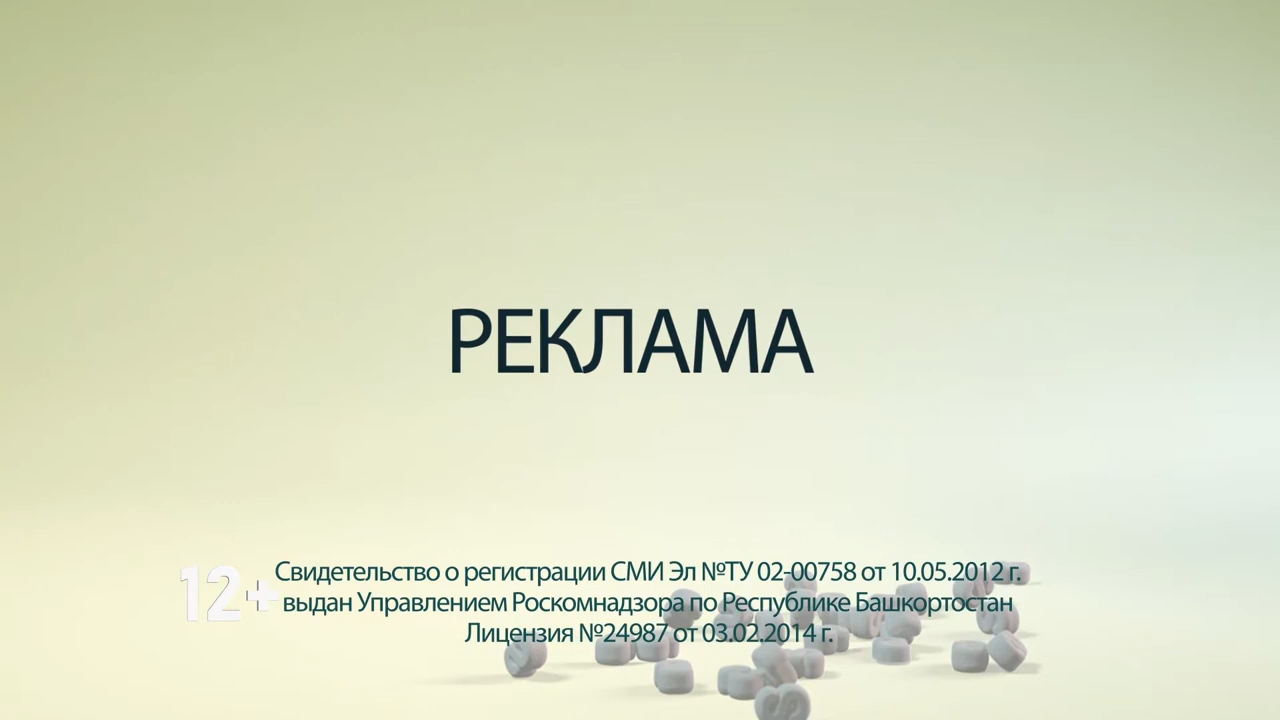 РЕКЛАМА
Свидетельство о регистрации СМИ Эл №ТУ 02-00758 от 10.05.2012 г.
12+ выдан Управлением Роскомнадзора по Республике Башкортостан
Лицензия №24987 от 03.02.2014 г.